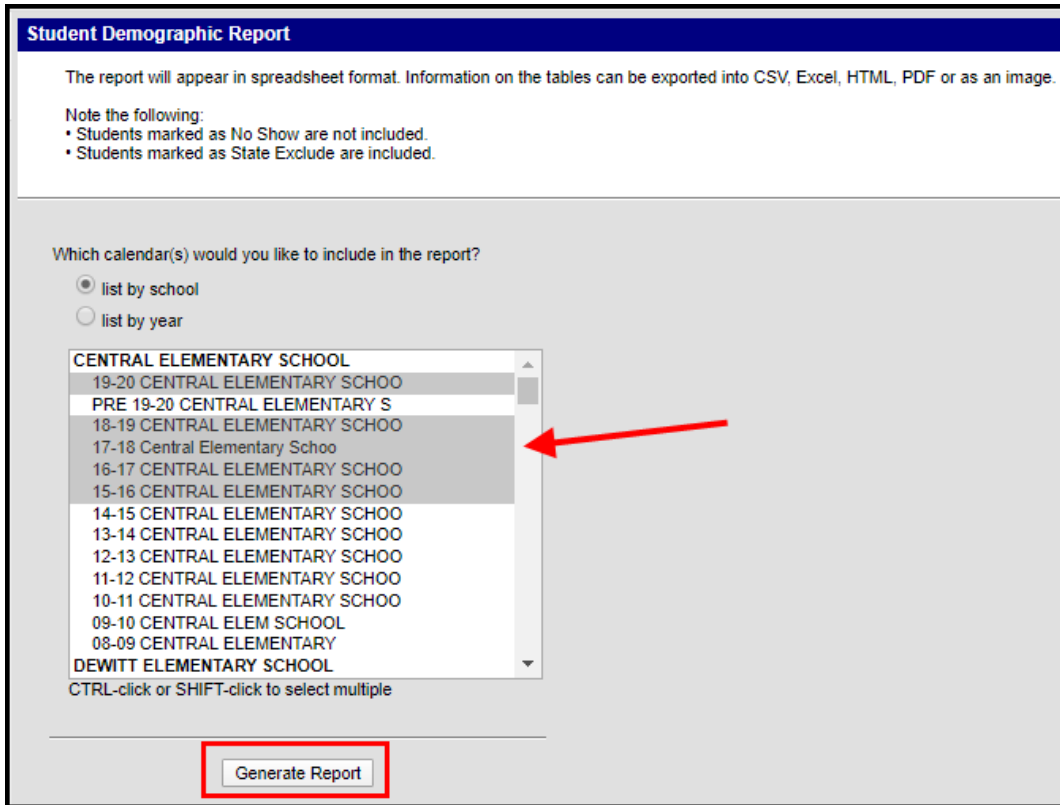 Student Demographic Report
The report will appear in spreadsheet format. Information on the tables can be exported into CSV, Excel, HTML, PDF or as an image.
Note the following:
• Students marked as No Show are not included.
• Students marked as State Exclude are included.
Which calendar(s) would you like to include in the report?
list by school
list by year
CENTRAL ELEMENTARY SCHOOL
19-20 CENTRAL ELEMENTARY SCHOO
PRE 19-20 CENTRAL ELEMENTARY S
18-19 CENTRAL ELEMENTARY SCHOO
17-18 Central Elementary Schoo
16-17 CENTRAL ELEMENTARY SCHOO
15-16 CENTRAL ELEMENTARY SCHOO
14-15 CENTRAL ELEMENTARY SCHOO
13-14 CENTRAL ELEMENTARY SCHOO
12-13 CENTRAL ELEMENTARY SCHOO
11-12 CENTRAL ELEMENTARY SCHOO
10-11 CENTRAL ELEMENTARY SCHOO
09-10 CENTRAL ELEM SCHOOL
08-09 CENTRAL ELEMENTARY
DEWITT ELEMENTARY SCHOOL
CTRL-click or SHIFT-click to select multiple
Generate Report